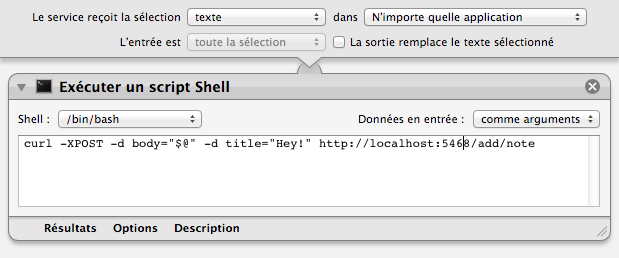 Le service reçoit la sélection texte dans N'importe quelle application
L'entrée est toute la sélection La sortie remplace le texte sélectionné
Exécuter un script Shell
Shell : /bin/bash Données en entrée : comme arguments
curl -XPOST -d body="$@" -d title="Hey!" http://localhost:5468/add/note
Résultats Options Description